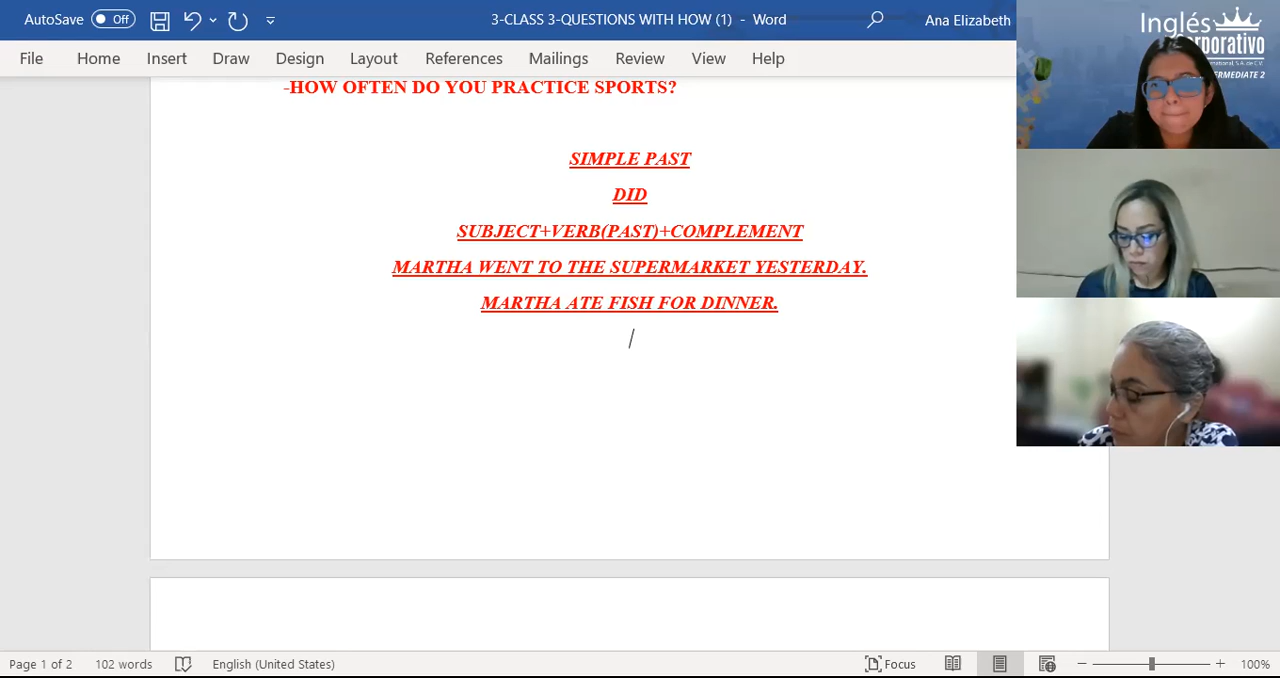 AutoSave Off 3-CLASS 3-QUESTIONS WITH HOW (1) - Word Ana Elizabeth
File Home Insert Draw Design Layout References Mailings Review View Help
Inglés
-HOW OFTEN DO YOU PRACTICE SPORTS?
SIMPLE PAST
DID
SUBJECT+VERB(PAST)+COMPLEMENT
MARTHA WENT TO THE SUPERMARKET YESTERDAY.
MARTHA ATE FISH FOR DINNER.
Page 1 of 2 102 words English (United States) Focus 100%